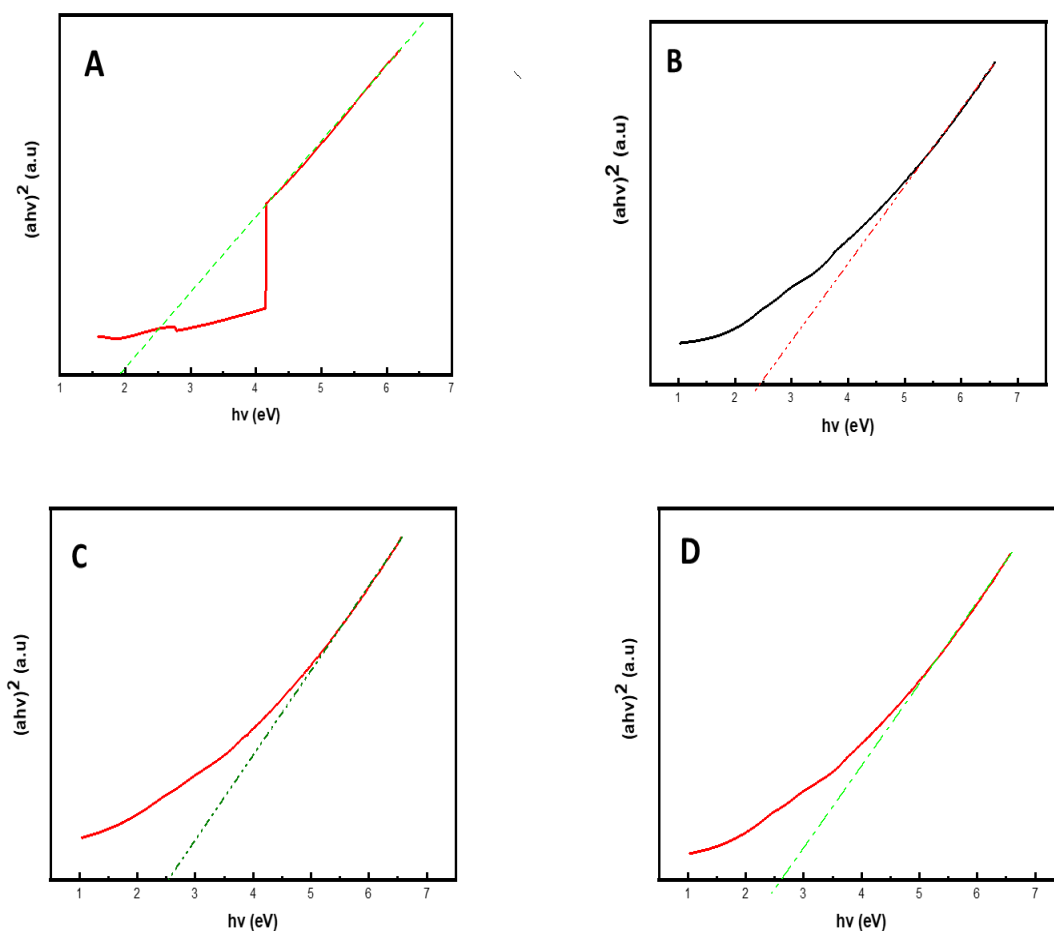 A
(ahv)² (a.u)
1 2 3 4 5 6 7
hv (eV)
B
(ahv)² (a.u)
1 2 3 4 5 6 7
hv (eV)
C
(ahv)² (a.u)
1 2 3 4 5 6 7
hv (eV)
D
(ahv)² (a.u)
1 2 3 4 5 6 7
hv (eV)